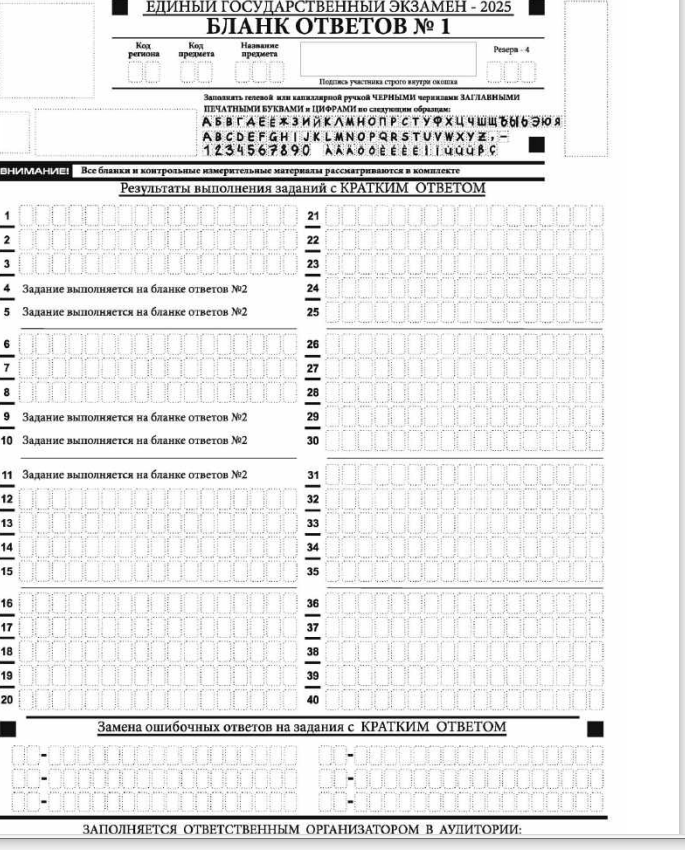 ЕДИНЫЙ ГОСУДАРСТВЕННЫЙ ЭКЗАМЕН - 2025
БЛАНК ОТВЕТОВ № 1
Код региона
Код предмета
Название предмета
Резерв - 4
Подпись участника строго внутри окошка
Заполнять гелевой или капиллярной ручкой ЧЕРНЫМИ чернилами ЗАГЛАВНЫМИ
ПЕЧАТНЫМИ БУКВАМИ и ЦИФРАМИ по следующим образцам:
АБВГДЕЁЖЗИЙКЛМНОПРСТУФХЦЧШЩЪЫЬЭЮЯ
ABCDEFGHIJKLMNOPQRSTUVWXYZ,-
1234567890
ВНИМАНИЕ! Все бланки и контрольные измерительные материалы рассматриваются в комплекте
Результаты выполнения заданий с КРАТКИМ ОТВЕТОМ
1 21
2 22
3 23
4 Задание выполняется на бланке ответов №2 24
5 Задание выполняется на бланке ответов №2 25
6 26
7 27
8 28
9 Задание выполняется на бланке ответов №2 29
10 Задание выполняется на бланке ответов №2 30
11 Задание выполняется на бланке ответов №2 31
12 32
13 33
14 34
15 35
16 36
17 37
18 38
19 39
20 40
Замена ошибочных ответов на задания с КРАТКИМ ОТВЕТОМ
- -
- -
- -
ЗАПОЛНЯЕТСЯ ОТВЕТСТВЕННЫМ ОРГАНИЗАТОРОМ В АУДИТОРИИ: